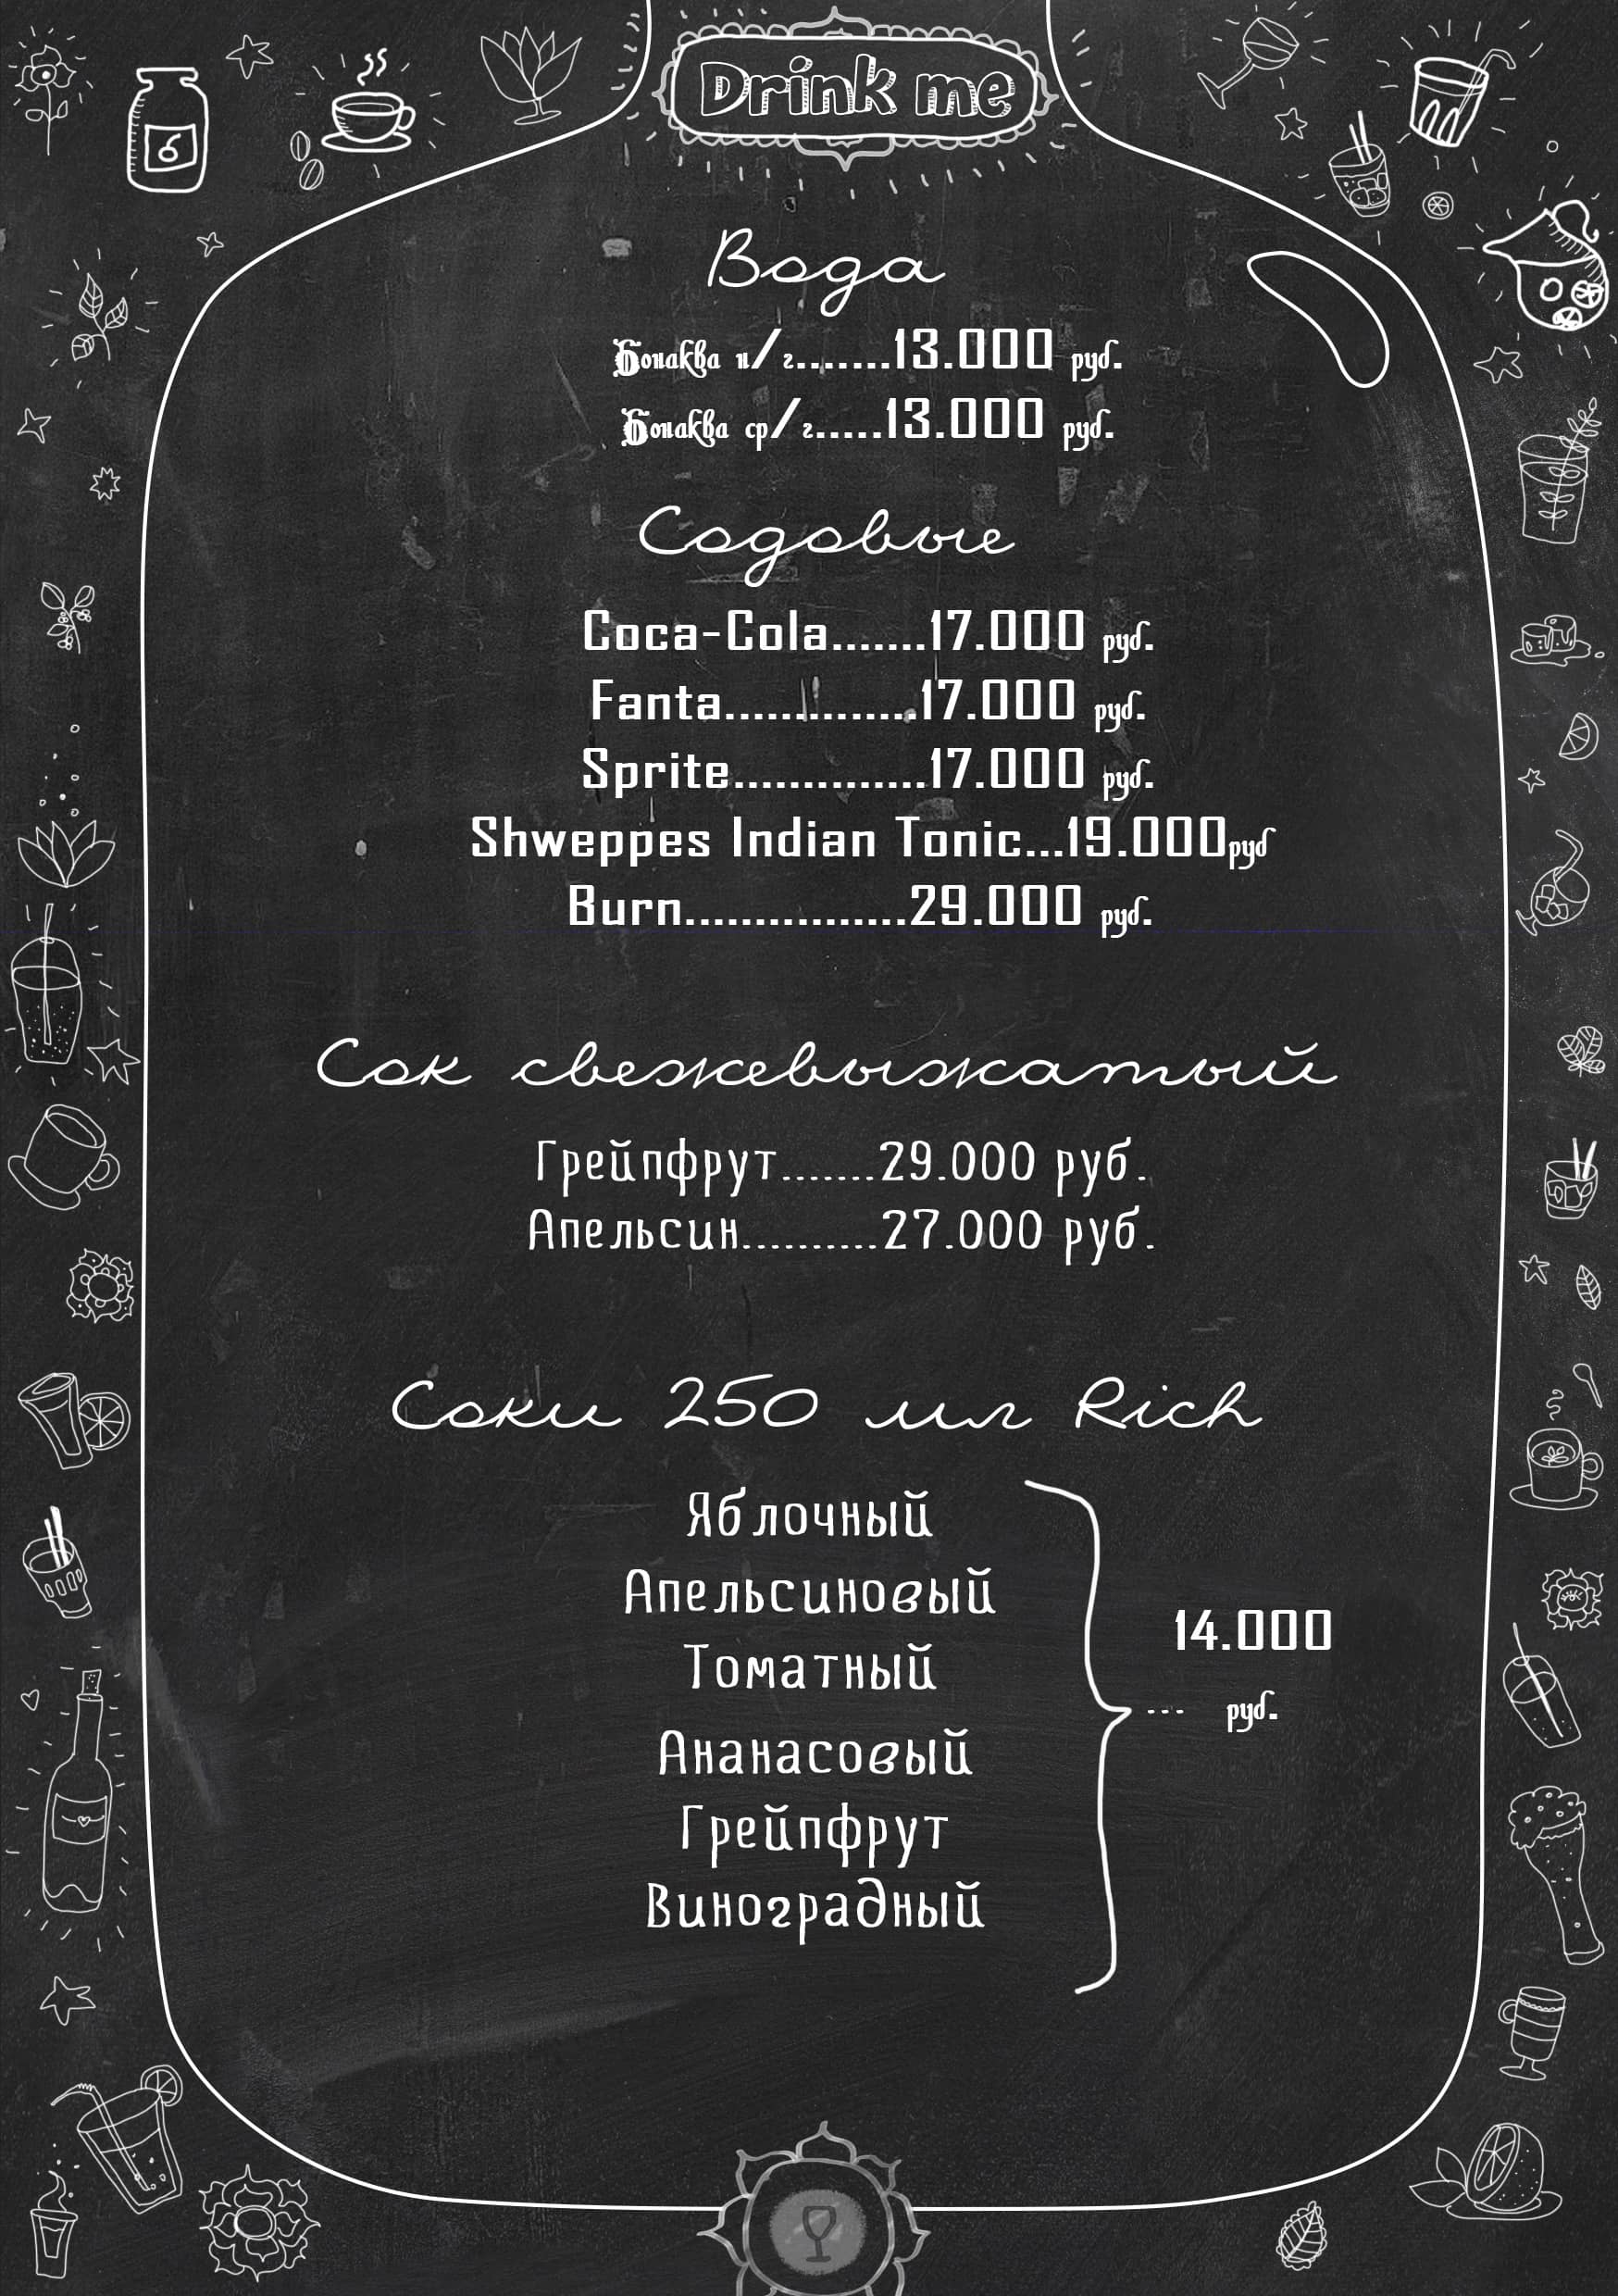 Drink me
Вода
Бонаква н/г.......13.000 руб.
Бонаква ср/г.....13.000 руб.
Содовые
Coca-Cola.......17.000 руб.
Fanta..............17.000 руб.
Sprite..............17.000 руб.
Shweppes Indian Tonic...19.000руб
Burn................29.000 руб.
Сок свежевыжатый
Грейпфрут.......29.000 руб.
Апельсин..........27.000 руб.
Соки 250 мл Rich
Яблочный
Апельсиновый
Томатный
Ананасовый
Грейпфрут
Виноградный
14.000
... руб.